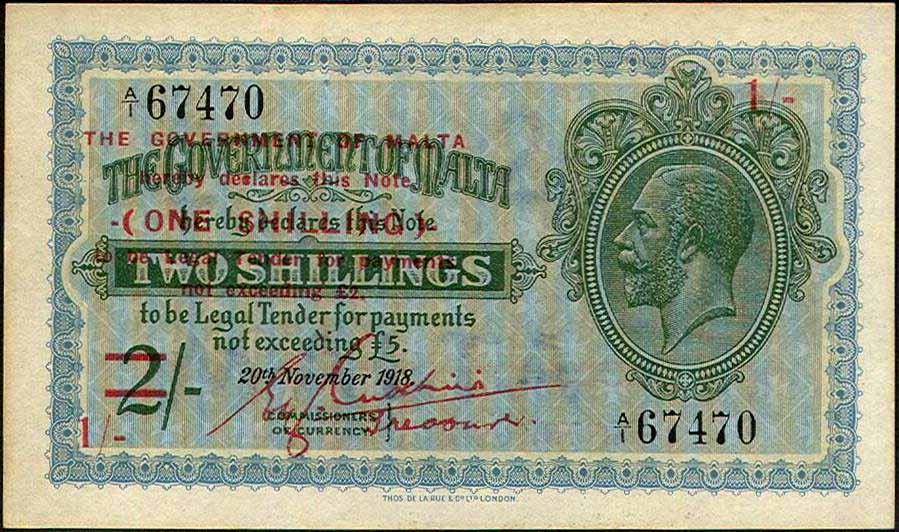 A/1 67470
1/-
THE GOVERNMENT OF MALTA
THE GOVERNMENT OF MALTA
hereby declares this Note
-(ONE SHILLING)-
hereby declares this Note
to be Legal Tender for payments
TWO SHILLINGS
not exceeding £2.
to be Legal Tender for payments
not exceeding £5.
2/-
20th November 1918.
COMMISSIONERS
OF CURRENCY
Treasurer.
1/-
A/1 67470
THOS DE LA RUE & CO LTD LONDON.